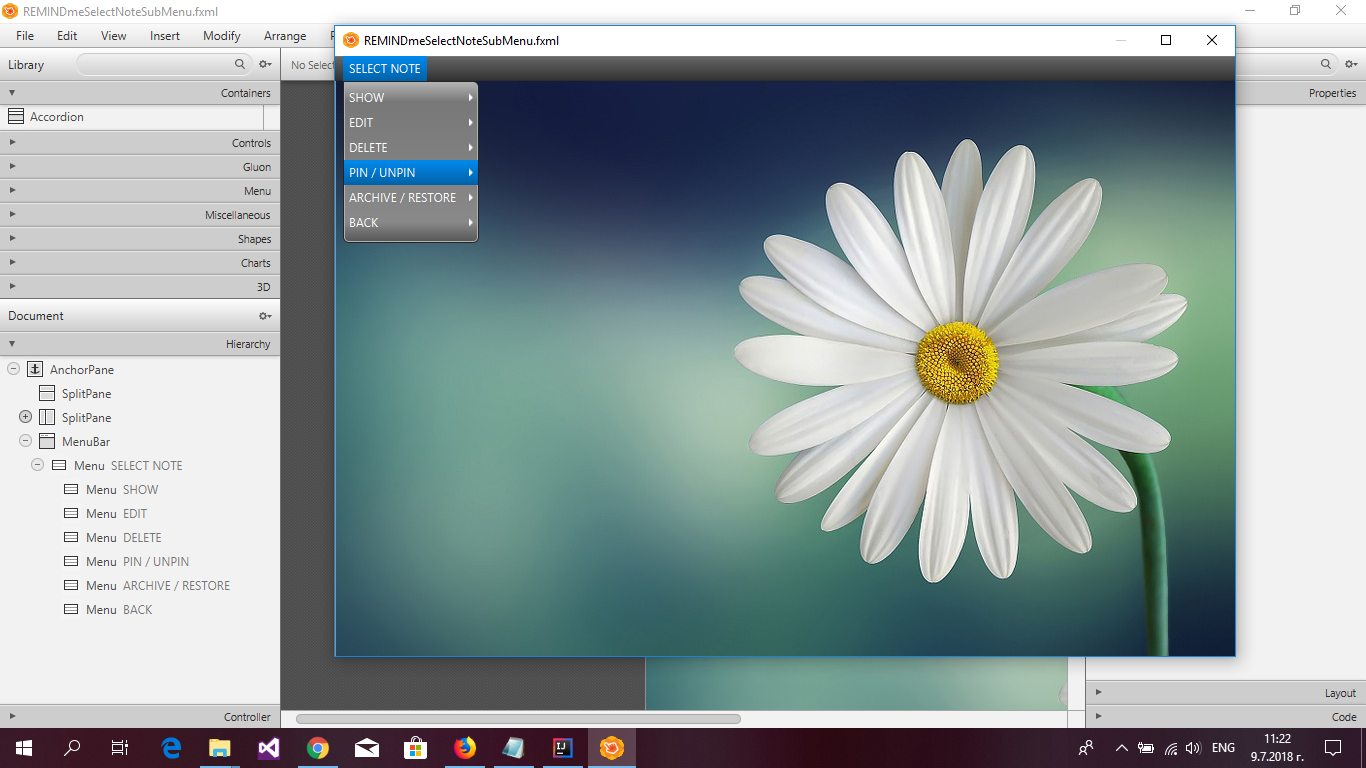 REMINDmeSelectNoteSubMenu.fxml
File Edit View Insert Modify Arrange
Library
No Selec
Containers
Accordion
Controls
Gluon
Menu
Miscellaneous
Shapes
Charts
3D
Document
Hierarchy
AnchorPane
SplitPane
SplitPane
MenuBar
Menu SELECT NOTE
Menu SHOW
Menu EDIT
Menu DELETE
Menu PIN / UNPIN
Menu ARCHIVE / RESTORE
Menu BACK
Controller
REMINDmeSelectNoteSubMenu.fxml
SELECT NOTE
SHOW
EDIT
DELETE
PIN / UNPIN
ARCHIVE / RESTORE
BACK
Properties
Layout
Code
ENG
11:22
9.7.2018 г.